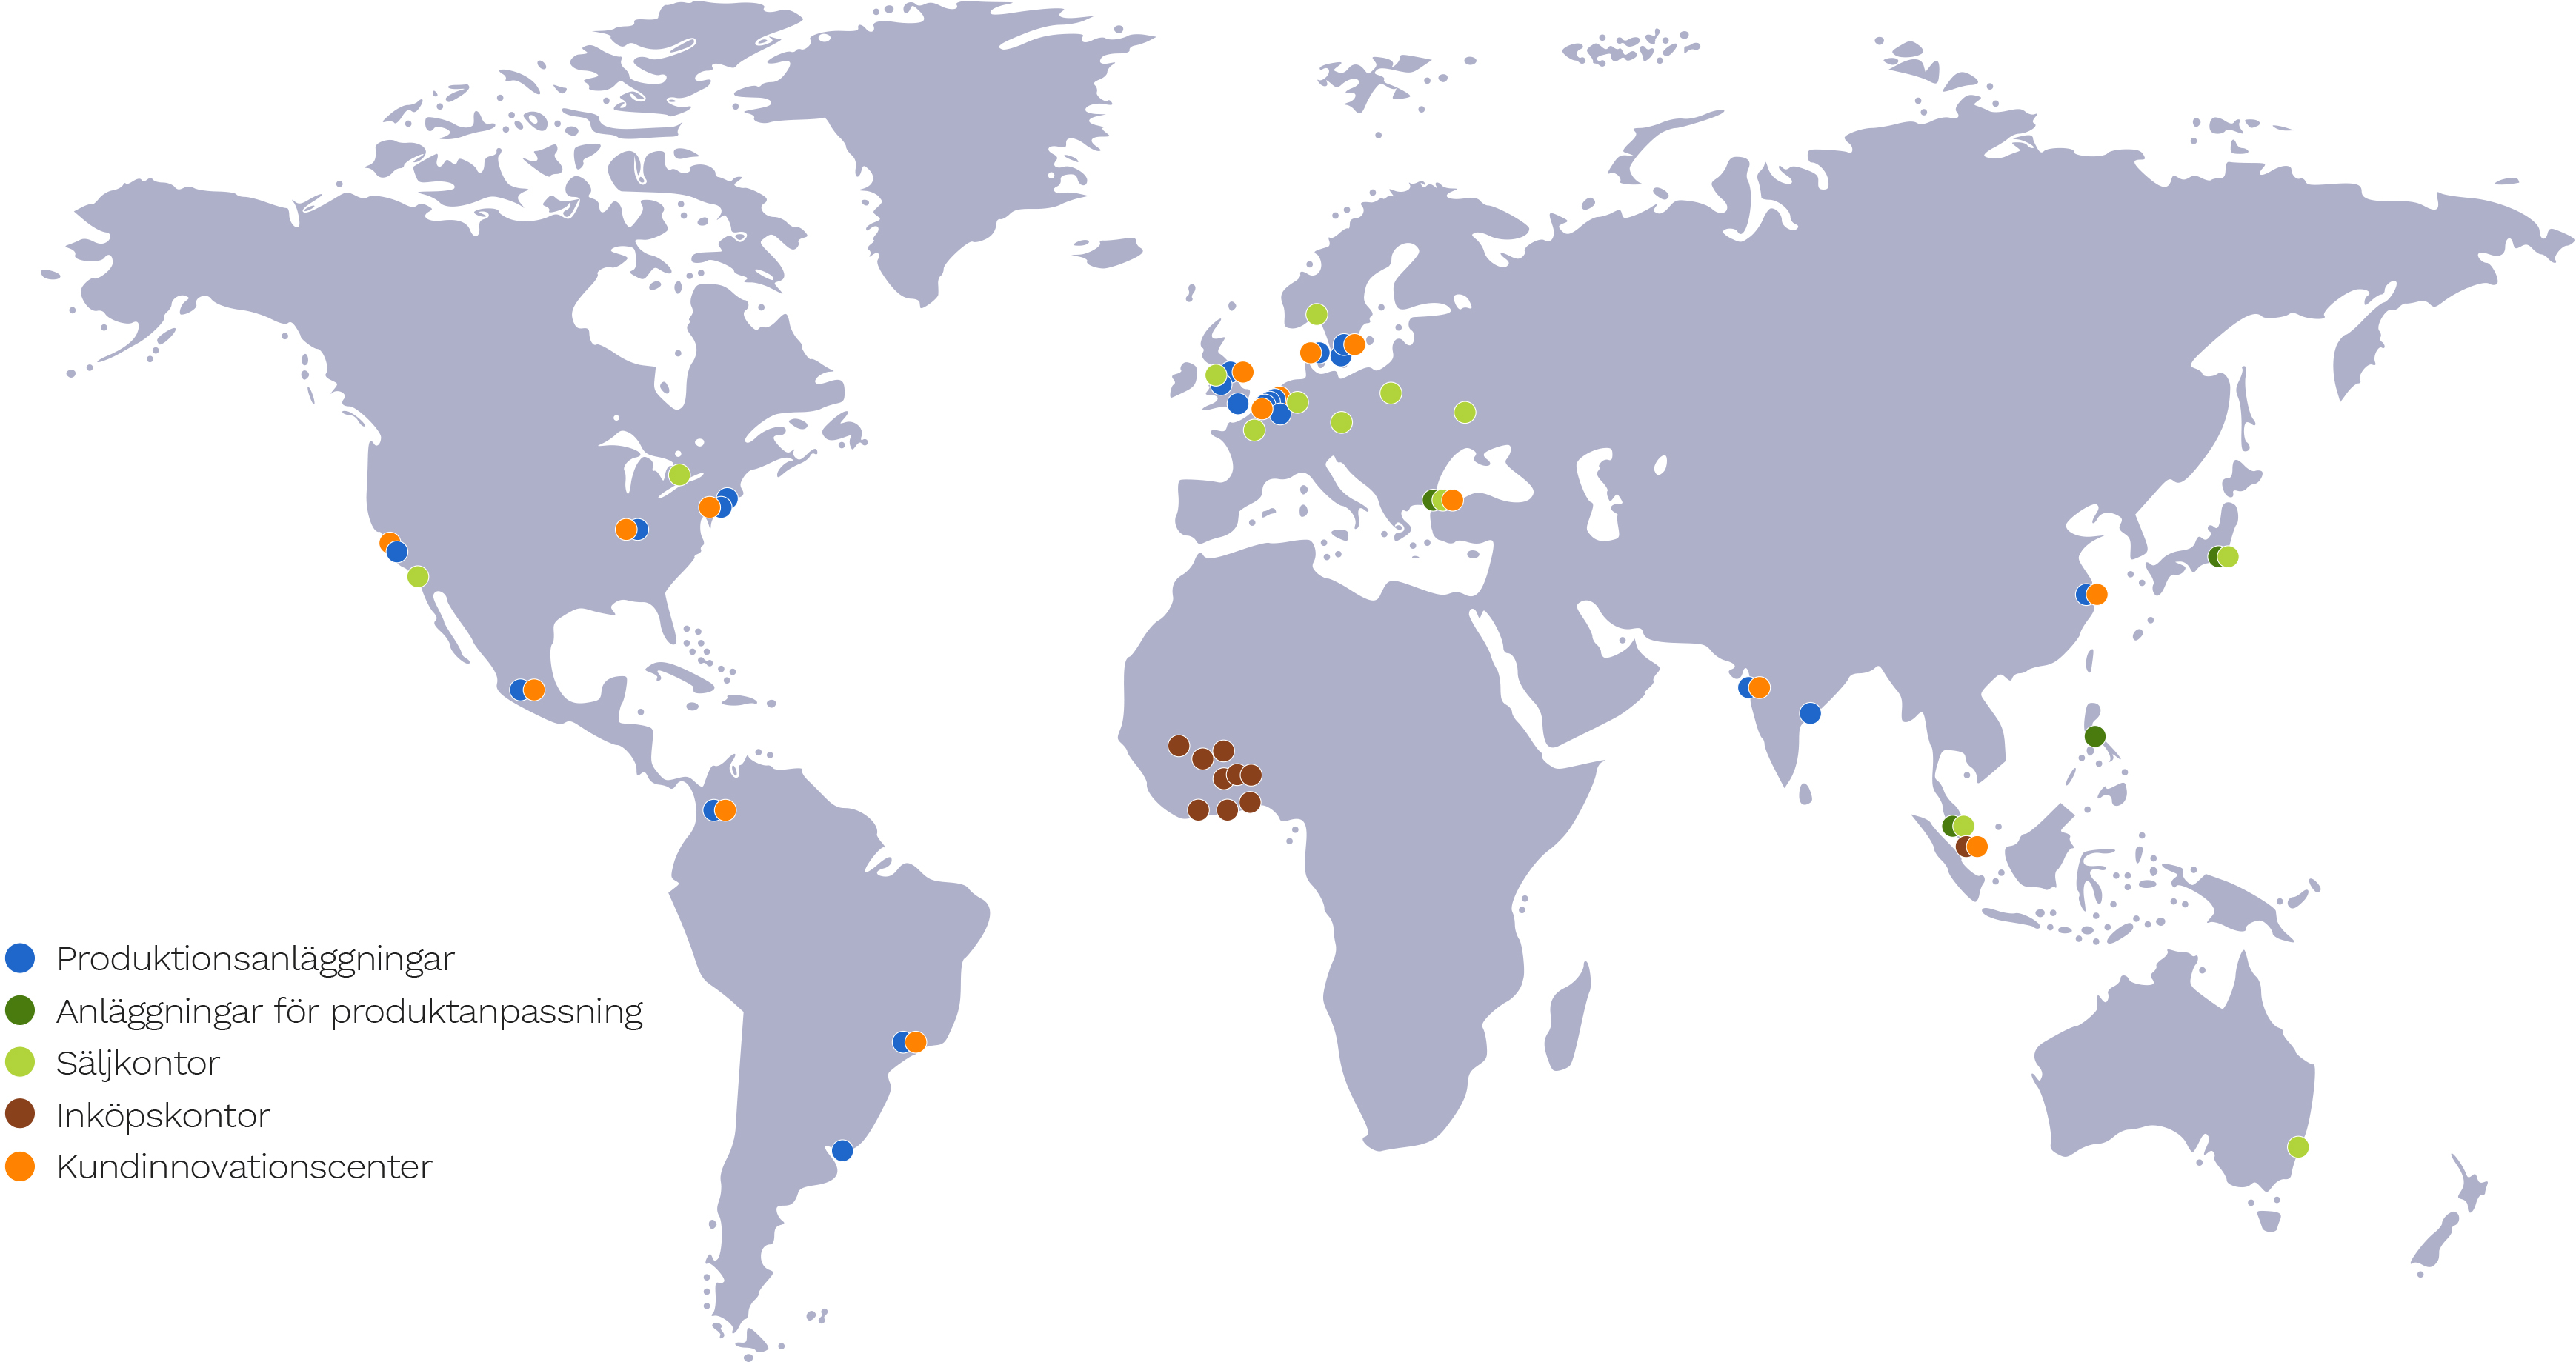 Produktionsanläggningar
Anläggningar för produktanpassning
Säljkontor
Inköpskontor
Kundinnovationscenter